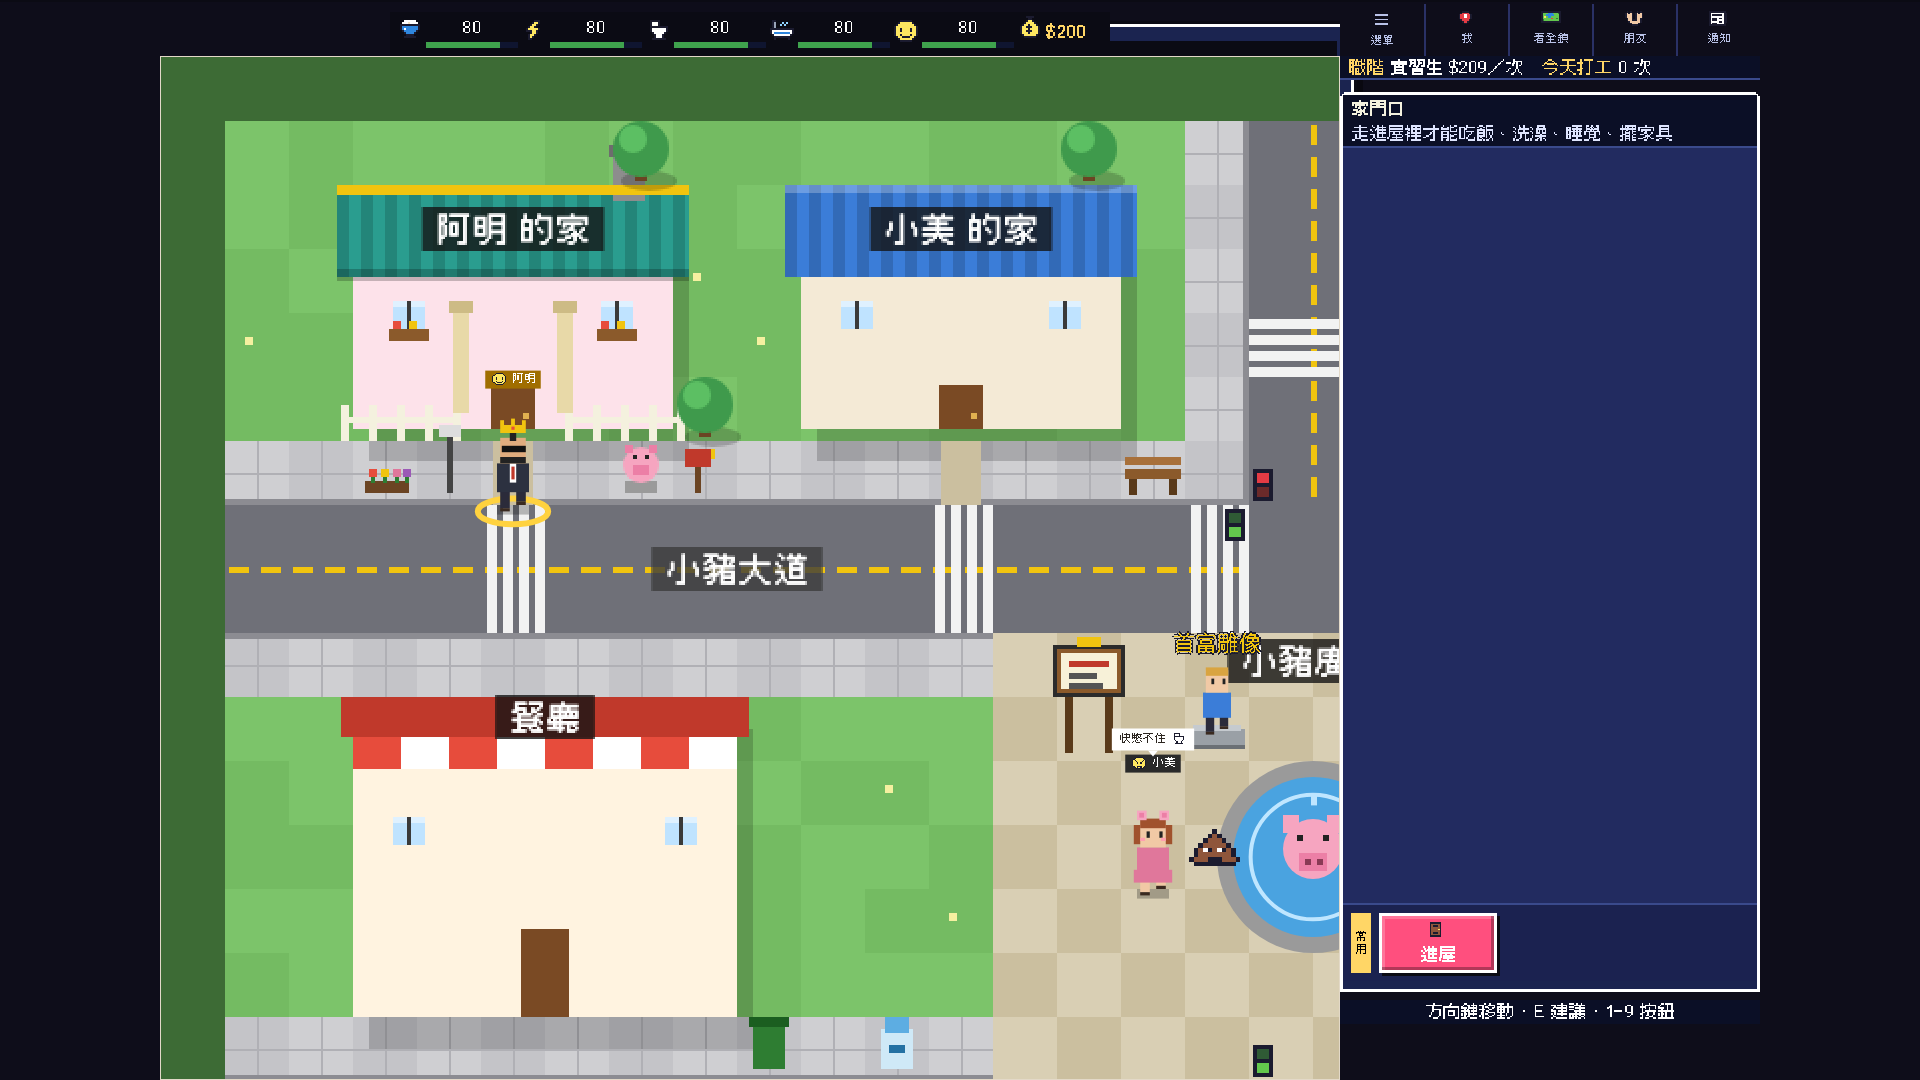 80
80
80
80
80
$200
選單
我
看全鎮
朋友
通知
職階 實習生 $209／次 今天打工 0 次
家門口
走進屋裡才能吃飯、洗澡、睡覺、擺家具
阿明 的家
小美 的家
阿明
小豬大道
首富雕像
小豬廣
餐廳
快憋不住
小美
常用
進屋
方向鍵移動 · E 建議 · 1-9 按鈕